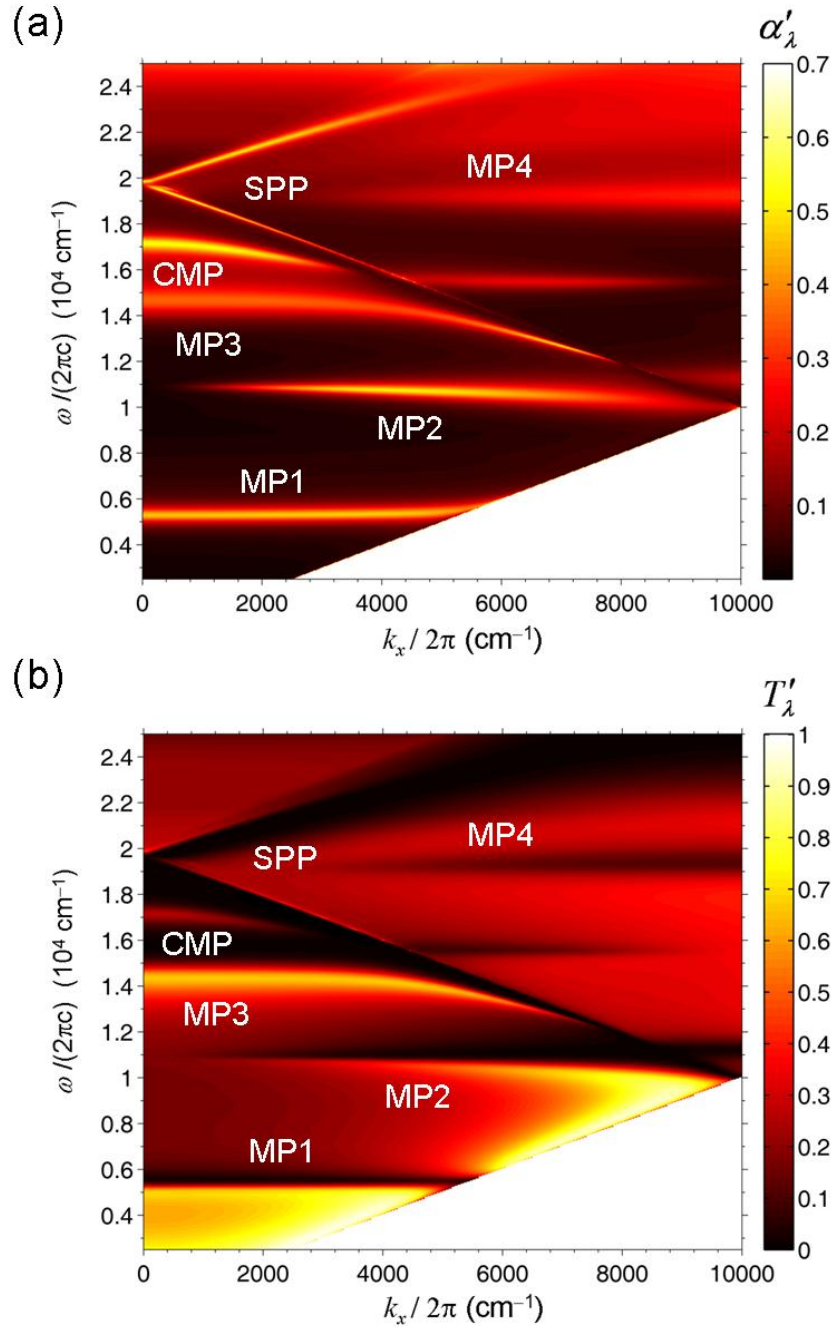 (a)
α′λ
2.4
2.2
2
1.8
1.6
1.4
1.2
1
0.8
0.6
0.4
ω/(2πc) (10⁴ cm⁻¹)
MP4
SPP
CMP
MP3
MP2
MP1
0 2000 4000 6000 8000 10000
kx / 2π (cm⁻¹)
0.7
0.6
0.5
0.4
0.3
0.2
0.1
(b)
T′λ
2.4
2.2
2
1.8
1.6
1.4
1.2
1
0.8
0.6
0.4
ω/(2πc) (10⁴ cm⁻¹)
MP4
SPP
CMP
MP3
MP2
MP1
0 2000 4000 6000 8000 10000
kx / 2π (cm⁻¹)
1
0.9
0.8
0.7
0.6
0.5
0.4
0.3
0.2
0.1
0